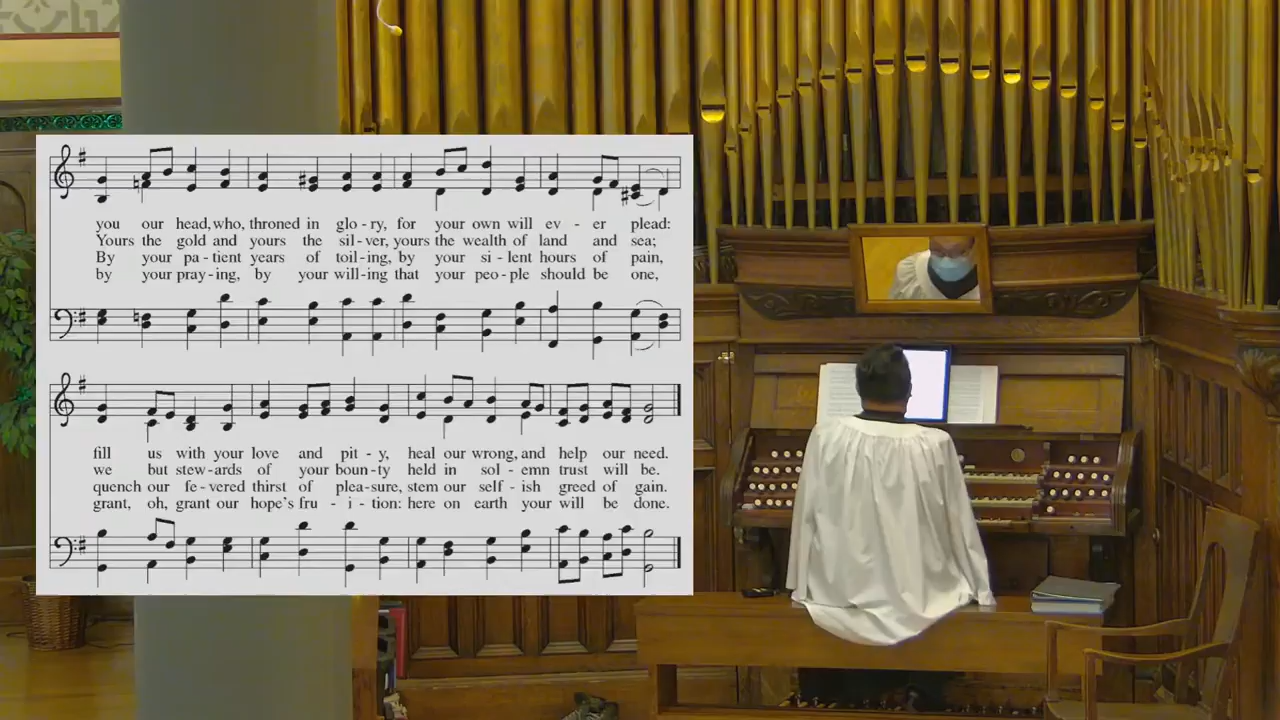 you our head, who, throned in glo - ry, for your own will ev - er plead:
Yours the gold and yours the sil - ver, yours the wealth of land and sea;
By your pa - tient years of toil - ing, by your si - lent hours of pain,
by your pray - ing, by your will - ing that your peo - ple should be one,
fill us with your love and pit - y, heal our wrong, and help our need.
we but stew - ards of your boun - ty held in sol - emn trust will be.
quench our fe - vered thirst of plea - sure, stem our self - ish greed of gain.
grant, oh, grant our hope's fru - i - tion: here on earth your will be done.